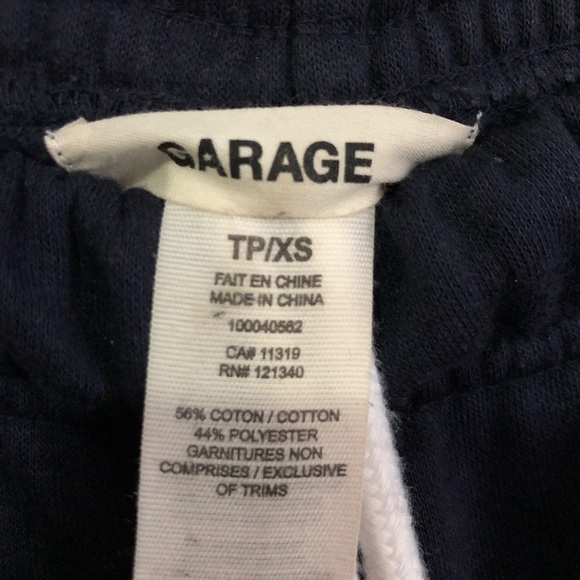 GARAGE
TP/XS
FAIT EN CHINE
MADE IN CHINA
100040562
CA# 11319
RN# 121340
56% COTON / COTTON
44% POLYESTER
GARNITURES NON
COMPRISES / EXCLUSIVE
OF TRIMS